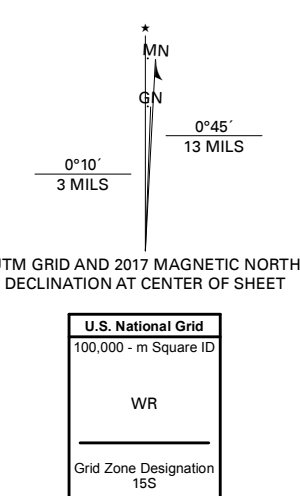 ★
MN
GN
0°45´
13 MILS
0°10´
3 MILS
UTM GRID AND 2017 MAGNETIC NORTH
DECLINATION AT CENTER OF SHEET
U.S. National Grid
100,000 - m Square ID
WR
Grid Zone Designation
15S